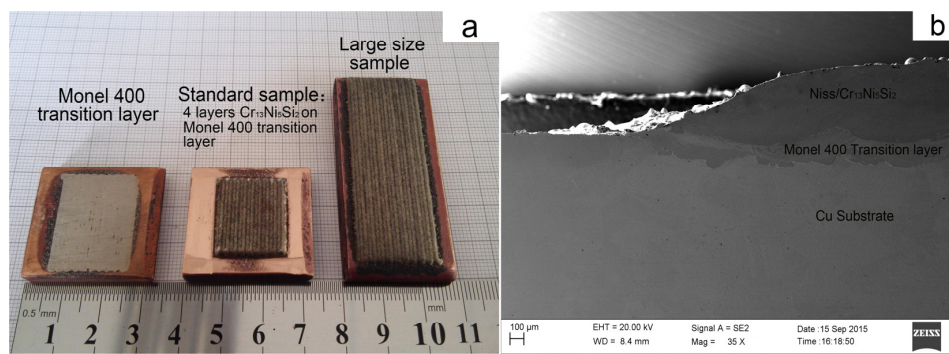 a
Large size
sample
Monel 400
transition layer
Standard sample:
4 layers Cr₁₃Ni₅Si₂ on
Monel 400 transition
layer
0.5 mm
mm
1 2 3 4 5 6 7 8 9 10 11
b
Niss/Cr₁₃Ni₅Si₂
Monel 400 Transition layer
Cu Substrate
100 µm
EHT = 20.00 kV
WD = 8.4 mm
Signal A = SE2
Mag = 35 X
Date :15 Sep 2015
Time :16:18:50
ZEISS